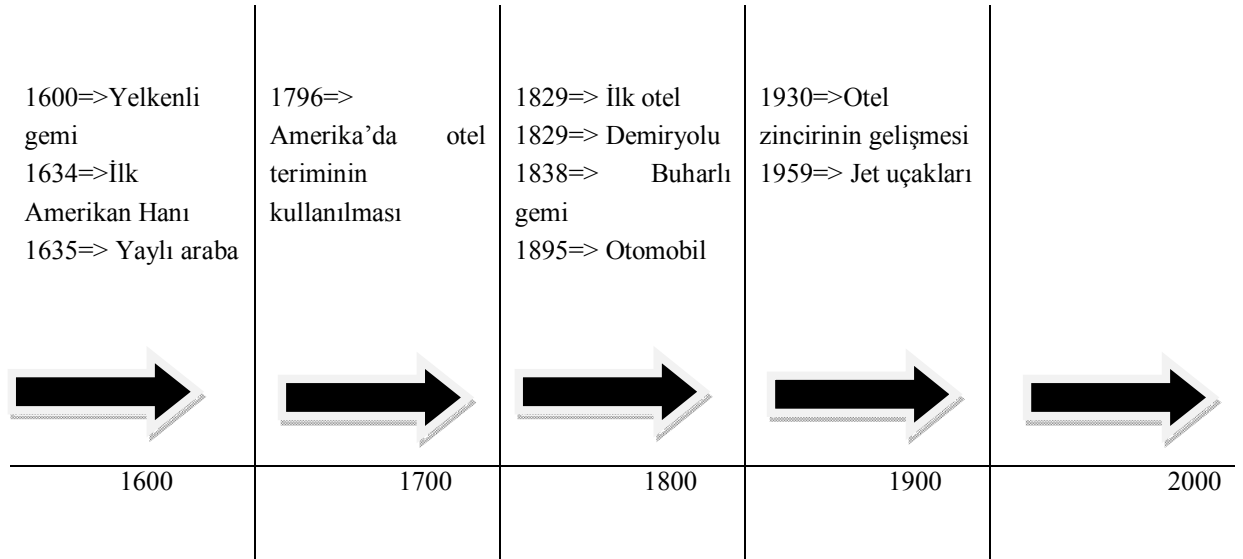 1600=>Yelkenli
gemi
1634=>İlk
Amerikan Hanı
1635=> Yaylı araba
1796=>
Amerika’da otel
teriminin
kullanılması
1829=> İlk otel
1829=> Demiryolu
1838=> Buharlı
gemi
1895=> Otomobil
1930=>Otel
zincirinin gelişmesi
1959=> Jet uçakları
1600
1700
1800
1900
2000